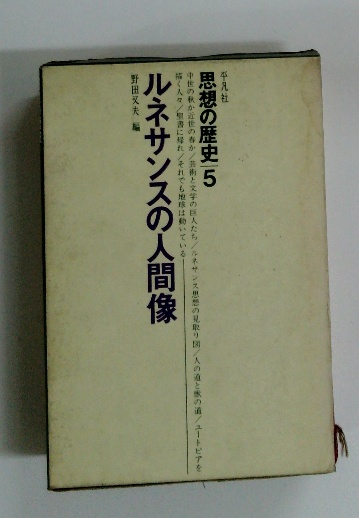 平凡社
思想の歴史 5
中世の秋か近世の春か／芸術と文学の巨人たち／ルネサンス思想の見取り図／人の道と獣の道／ユートピアを
描く人々／聖書に帰れ／それでも地球は動いている
ルネサンスの人間像
野田又夫 編